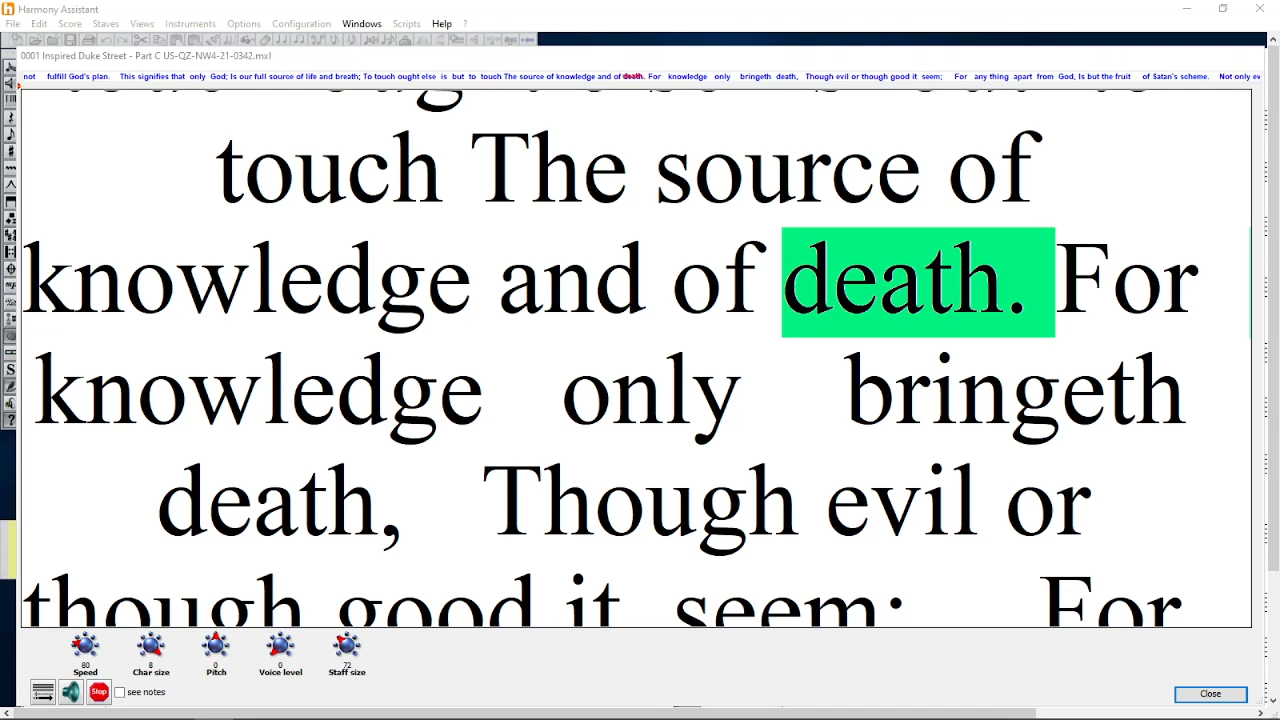 Harmony Assistant
File Edit Score Staves Views Instruments Options Configuration Windows Scripts Help ?
0001 Inspired Duke Street - Part C US-QZ-NW4-21-0342.mxl
not fulfill God's plan. This signifies that only God; Is our full source of life and breath; To touch ought else is but to touch The source of knowledge and of death. For knowledge only bringeth death, Though evil or though good it seem; For any thing apart from God, Is but the fruit of Satan's scheme. Not only ev
touch The source of
knowledge and of death. For
knowledge only bringeth
death, Though evil or
though good it seem; For
80 8 0 0 72
Speed Char size Pitch Voice level Staff size
Stop see notes
Close